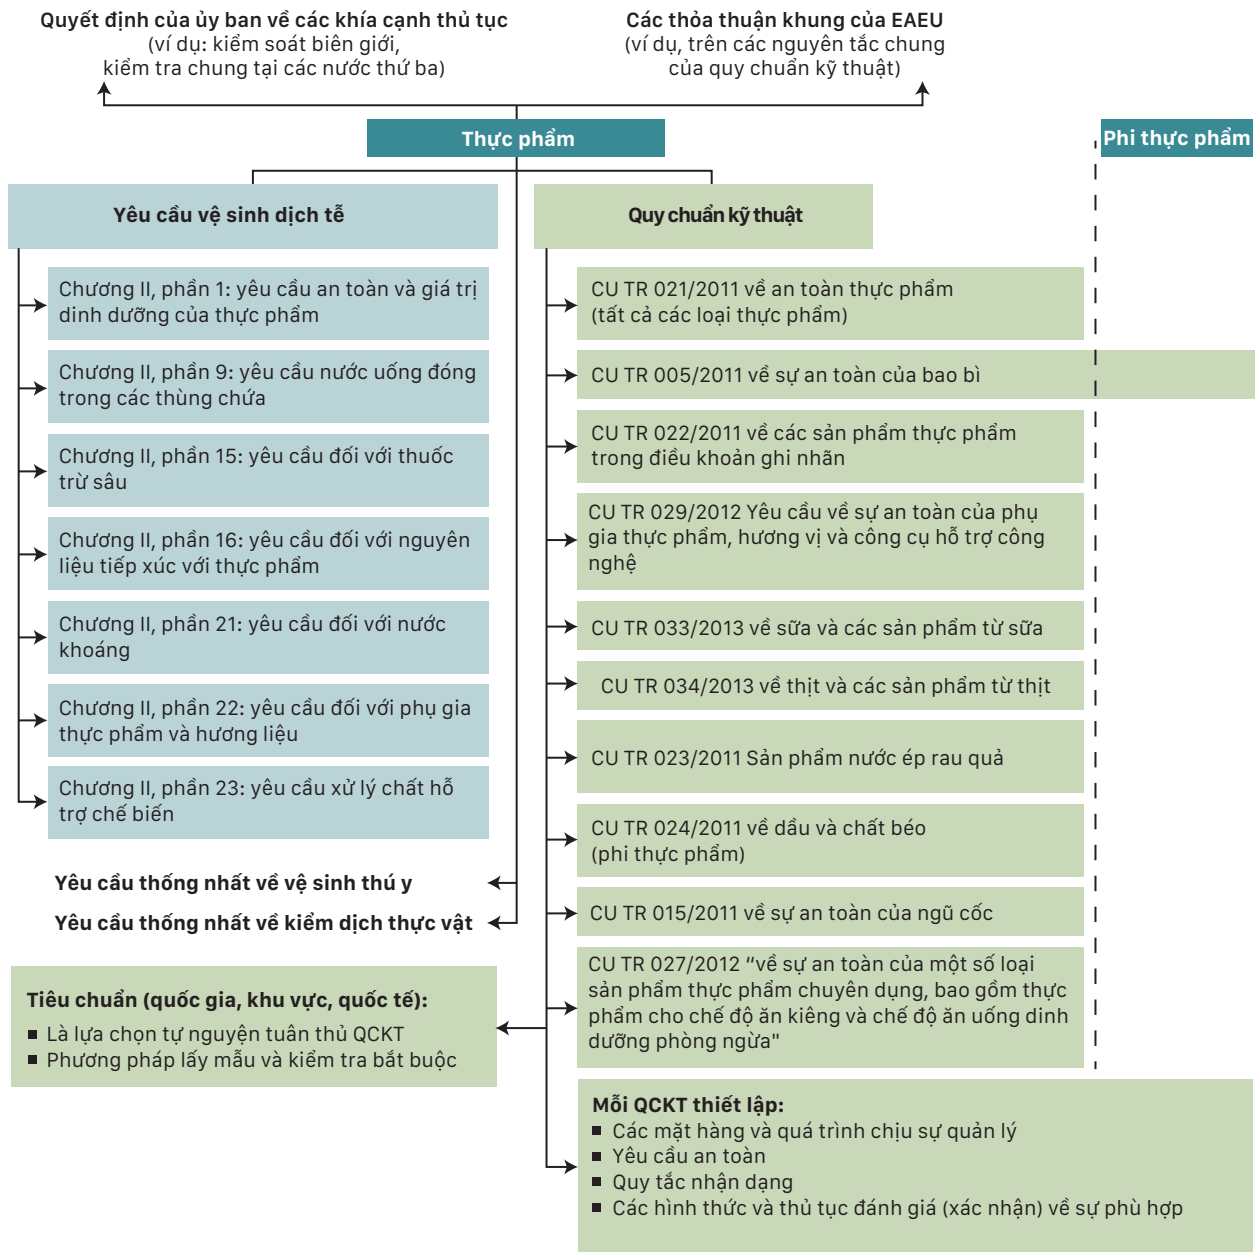 Quyết định của ủy ban về các khía cạnh thủ tục
(ví dụ: kiểm soát biên giới,
kiểm tra chung tại các nước thứ ba)
Các thỏa thuận khung của EAEU
(ví dụ, trên các nguyên tắc chung
của quy chuẩn kỹ thuật)
Thực phẩm
Phi thực phẩm
Yêu cầu vệ sinh dịch tễ
Chương II, phần 1: yêu cầu an toàn và giá trị
dinh dưỡng của thực phẩm
Chương II, phần 9: yêu cầu nước uống đóng
trong các thùng chứa
Chương II, phần 15: yêu cầu đối với thuốc
trừ sâu
Chương II, phần 16: yêu cầu đối với nguyên
liệu tiếp xúc với thực phẩm
Chương II, phần 21: yêu cầu đối với nước
khoáng
Chương II, phần 22: yêu cầu đối với phụ gia
thực phẩm và hương liệu
Chương II, phần 23: yêu cầu xử lý chất hỗ
trợ chế biến
Yêu cầu thống nhất về vệ sinh thú y
Yêu cầu thống nhất về kiểm dịch thực vật
Tiêu chuẩn (quốc gia, khu vực, quốc tế):
▪ Là lựa chọn tự nguyện tuân thủ QCKT
▪ Phương pháp lấy mẫu và kiểm tra bắt buộc
Quy chuẩn kỹ thuật
CU TR 021/2011 về an toàn thực phẩm
(tất cả các loại thực phẩm)
CU TR 005/2011 về sự an toàn của bao bì
CU TR 022/2011 về các sản phẩm thực phẩm
trong điều khoản ghi nhãn
CU TR 029/2012 Yêu cầu về sự an toàn của phụ
gia thực phẩm, hương vị và công cụ hỗ trợ công
nghệ
CU TR 033/2013 về sữa và các sản phẩm từ sữa
CU TR 034/2013 về thịt và các sản phẩm từ thịt
CU TR 023/2011 Sản phẩm nước ép rau quả
CU TR 024/2011 về dầu và chất béo
(phi thực phẩm)
CU TR 015/2011 về sự an toàn của ngũ cốc
CU TR 027/2012 “về sự an toàn của một số loại
sản phẩm thực phẩm chuyên dụng, bao gồm thực
phẩm cho chế độ ăn kiêng và chế độ ăn uống dinh
dưỡng phòng ngừa"
Mỗi QCKT thiết lập:
▪ Các mặt hàng và quá trình chịu sự quản lý
▪ Yêu cầu an toàn
▪ Quy tắc nhận dạng
▪ Các hình thức và thủ tục đánh giá (xác nhận) về sự phù hợp